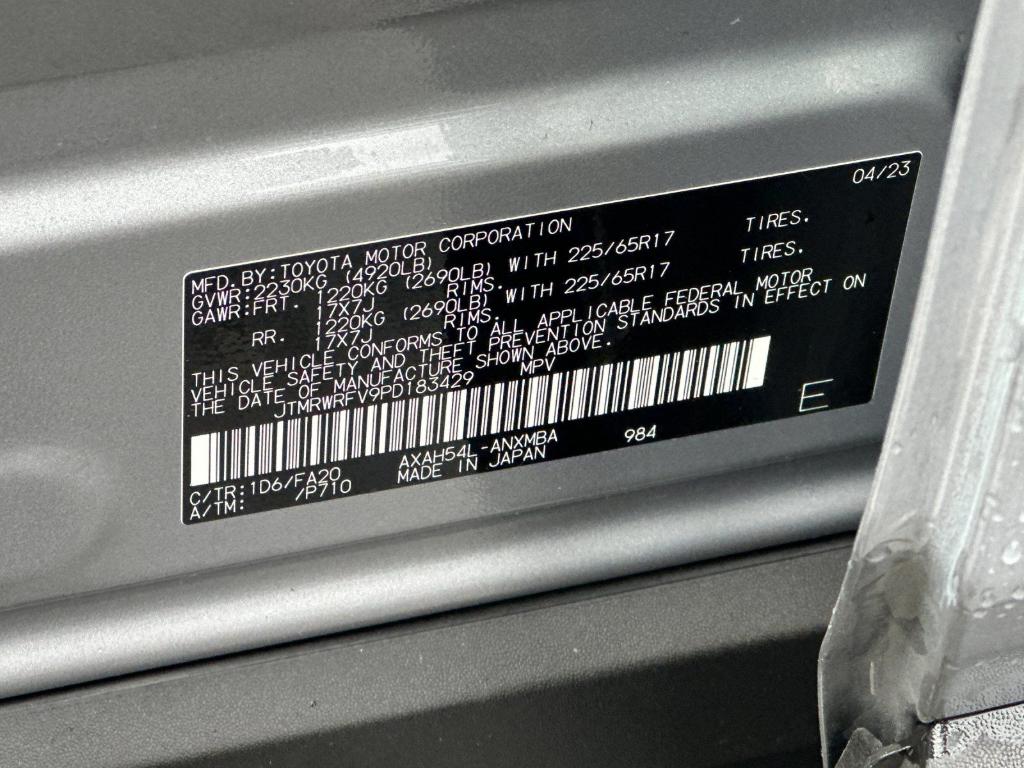 04/23
MFD. BY: TOYOTA MOTOR CORPORATION
GVWR: 2230KG (4920LB)
GAWR: FRT. 1220KG (2690LB) WITH 225/65R17 TIRES.
17X7J RIMS.
RR. 1220KG (2690LB) WITH 225/65R17 TIRES.
17X7J RIMS.
THIS VEHICLE CONFORMS TO ALL APPLICABLE FEDERAL MOTOR
VEHICLE SAFETY AND THEFT PREVENTION STANDARDS IN EFFECT ON
THE DATE OF MANUFACTURE SHOWN ABOVE.
JTMRWRFV9PD183429 MPV
E
C/TR: 1D6/FA20 AXAH54L-ANXMBA 984
A/TM: /P710 MADE IN JAPAN